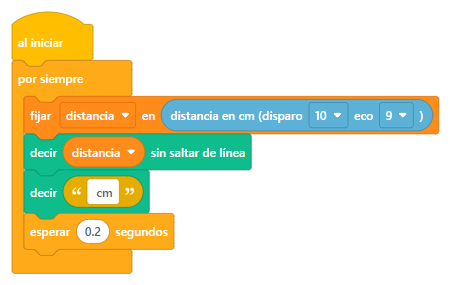 al iniciar
por siempre
fijar distancia en distancia en cm (disparo 10 eco 9 )
decir distancia sin saltar de línea
decir “ cm ”
esperar 0.2 segundos